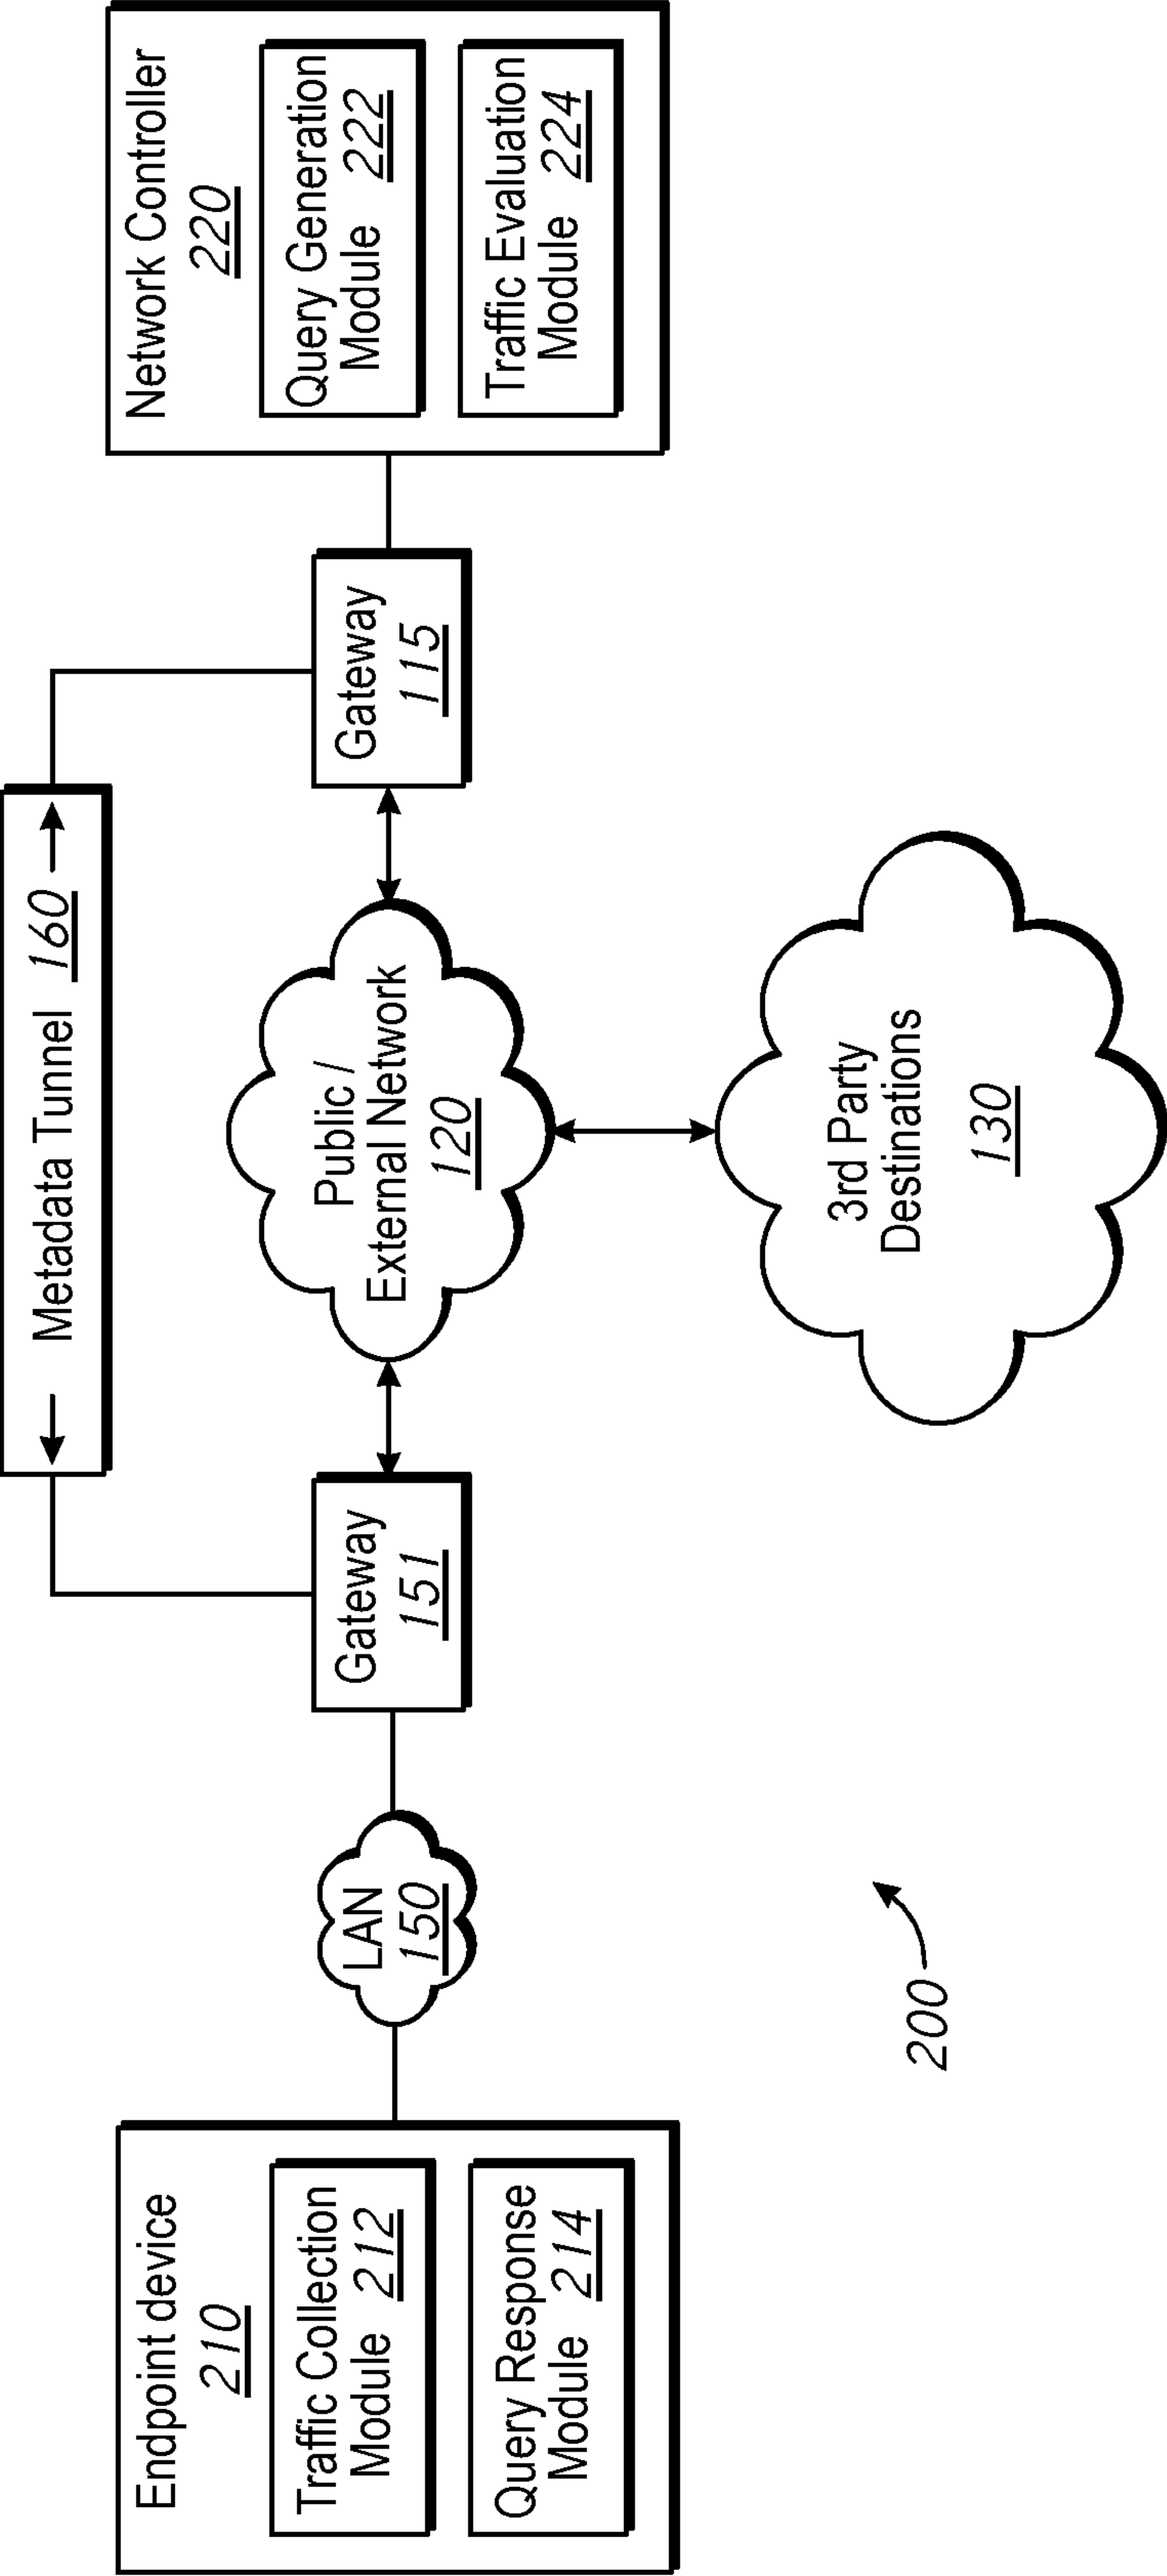 Metadata Tunnel 160
Endpoint device
210
Traffic Collection
Module 212
Query Response
Module 214
LAN
150
Gateway
151
Public /
External Network
120
Gateway
115
Network Controller
220
Query Generation
Module 222
Traffic Evaluation
Module 224
3rd Party
Destinations
130
200